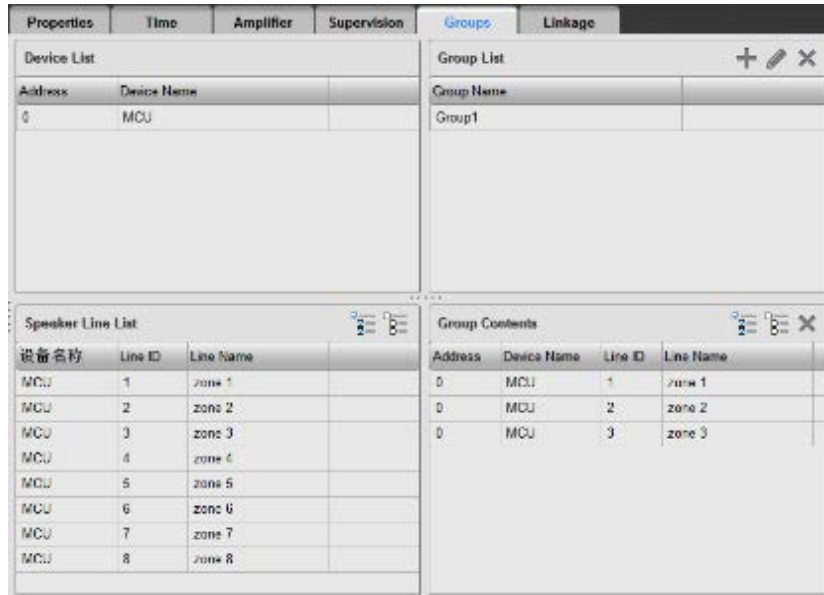 Properties Time Amplifier Supervision Groups Linkage
Device List
Address Device Name
0 MCU
Group List
Group Name
Group1
Speaker Line List
设备名称 Line ID Line Name
MCU 1 zone 1
MCU 2 zone 2
MCU 3 zone 3
MCU 4 zone 4
MCU 5 zone 5
MCU 6 zone 6
MCU 7 zone 7
MCU 8 zone 8
Group Contents
Address Device Name Line ID Line Name
0 MCU 1 zone 1
0 MCU 2 zone 2
0 MCU 3 zone 3